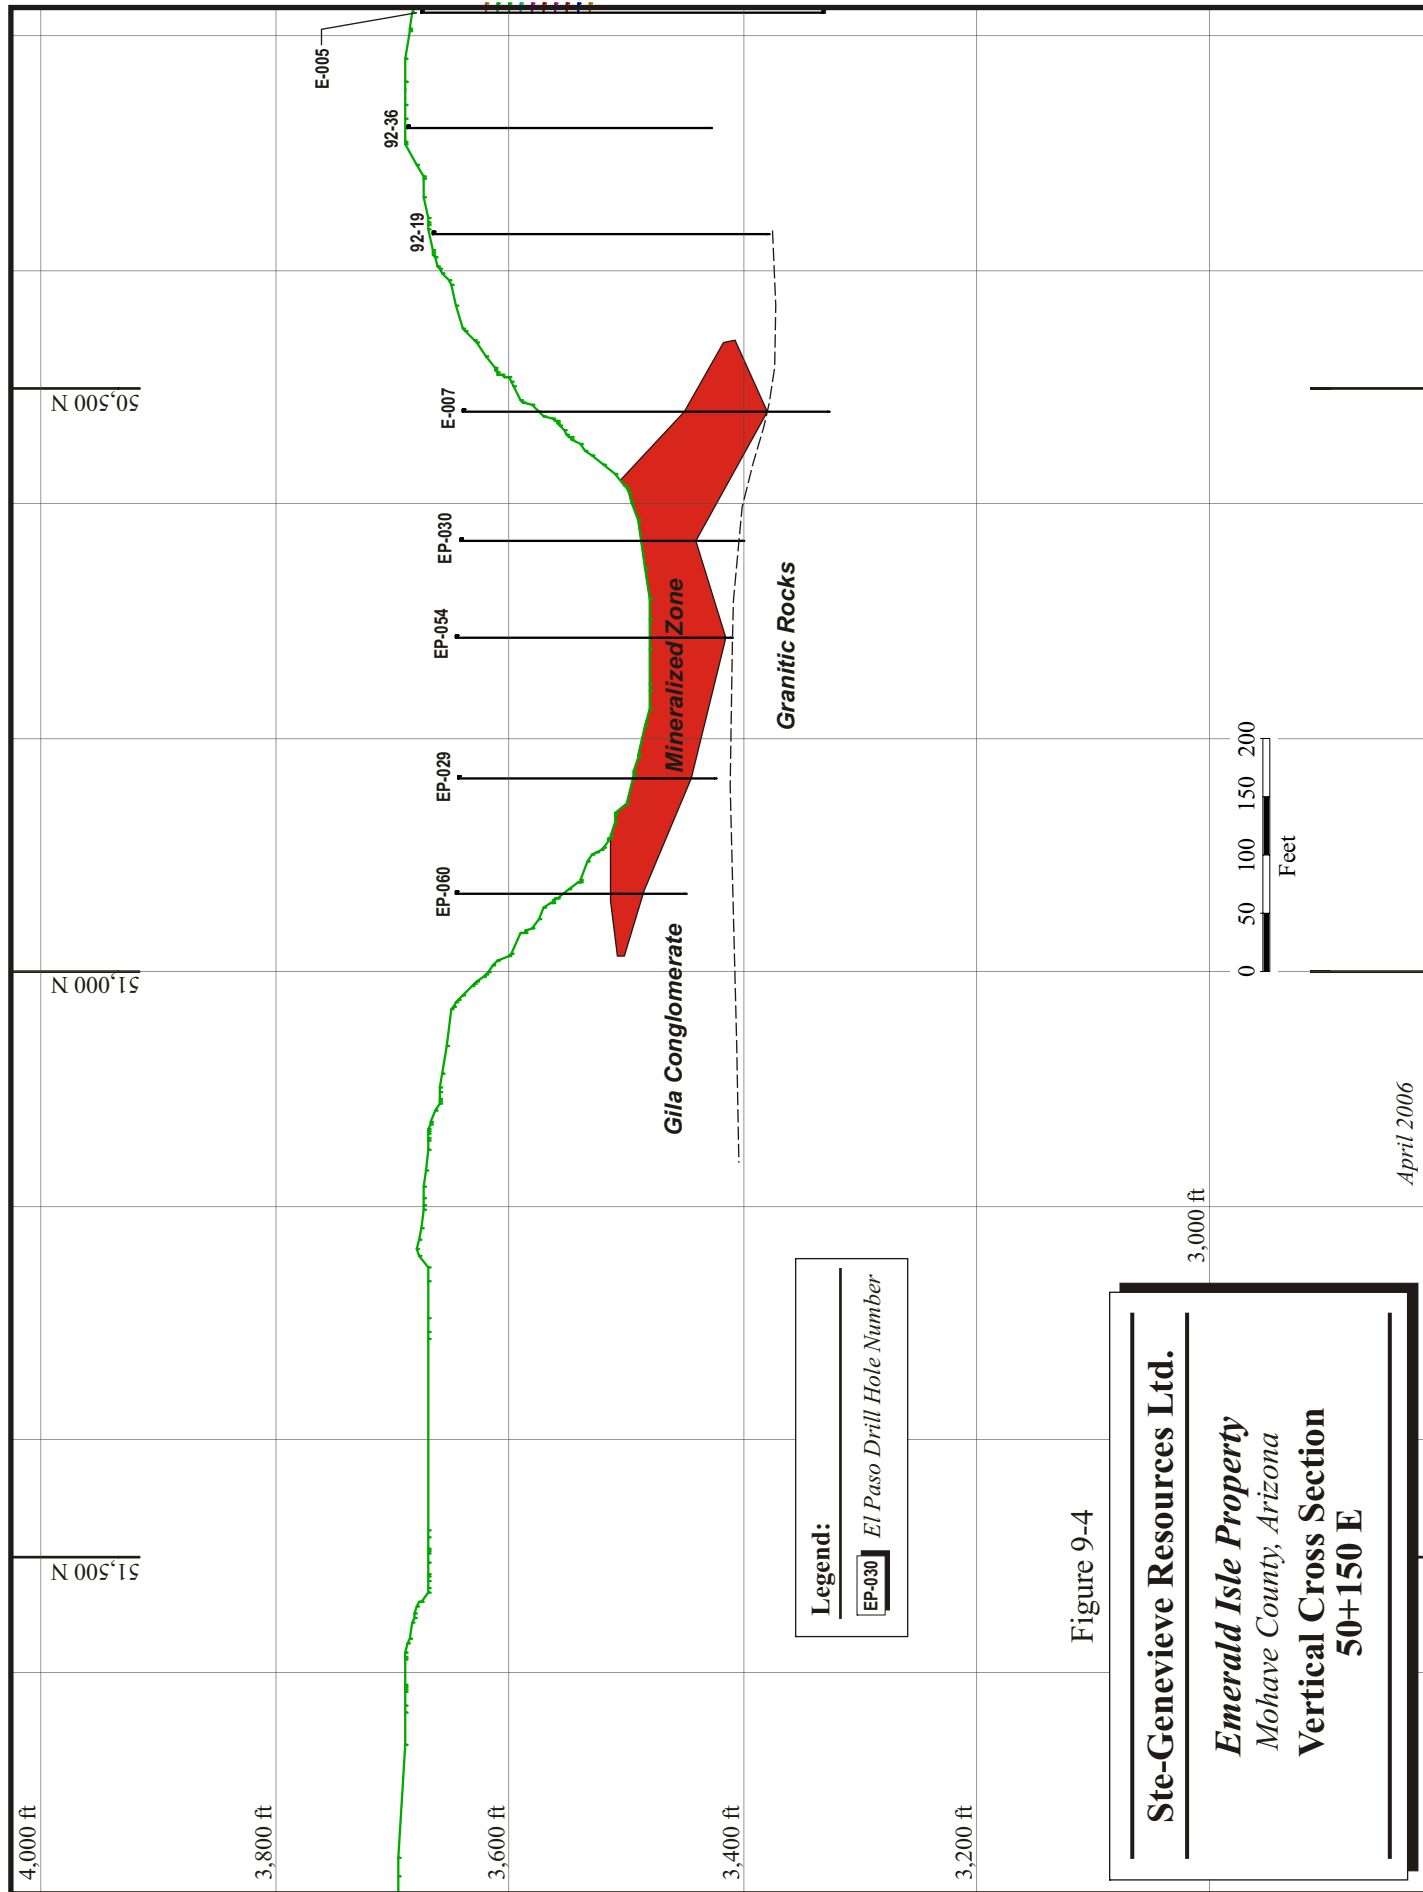 E-005
92-36
92-19
E-007
EP-030
EP-054
EP-029
EP-060
50,500 N
51,000 N
51,500 N
4,000 ft
3,800 ft
3,600 ft
3,400 ft
3,200 ft
3,000 ft
Mineralized Zone
Gila Conglomerate
Granitic Rocks
0 50 100 150 200
Feet
Legend:
EP-030 El Paso Drill Hole Number
Figure 9-4
Ste-Genevieve Resources Ltd.
Emerald Isle Property
Mohave County, Arizona
Vertical Cross Section
50+150 E
April 2006